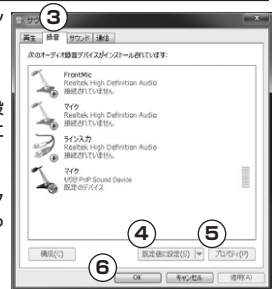 ③
サウンド
再生 録音 サウンド 通信
次のオーディオ録音デバイスがインストールされています:
FrontMic
Realtek High Definition Audio
接続されていません
マイク
Realtek High Definition Audio
接続されていません
ライン入力
Realtek High Definition Audio
接続されていません
マイク
USB PnP Sound Device
既定のデバイス
④
⑤
構成(C) 既定値に設定(S) プロパティ(P)
⑥
OK キャンセル 適用(A)